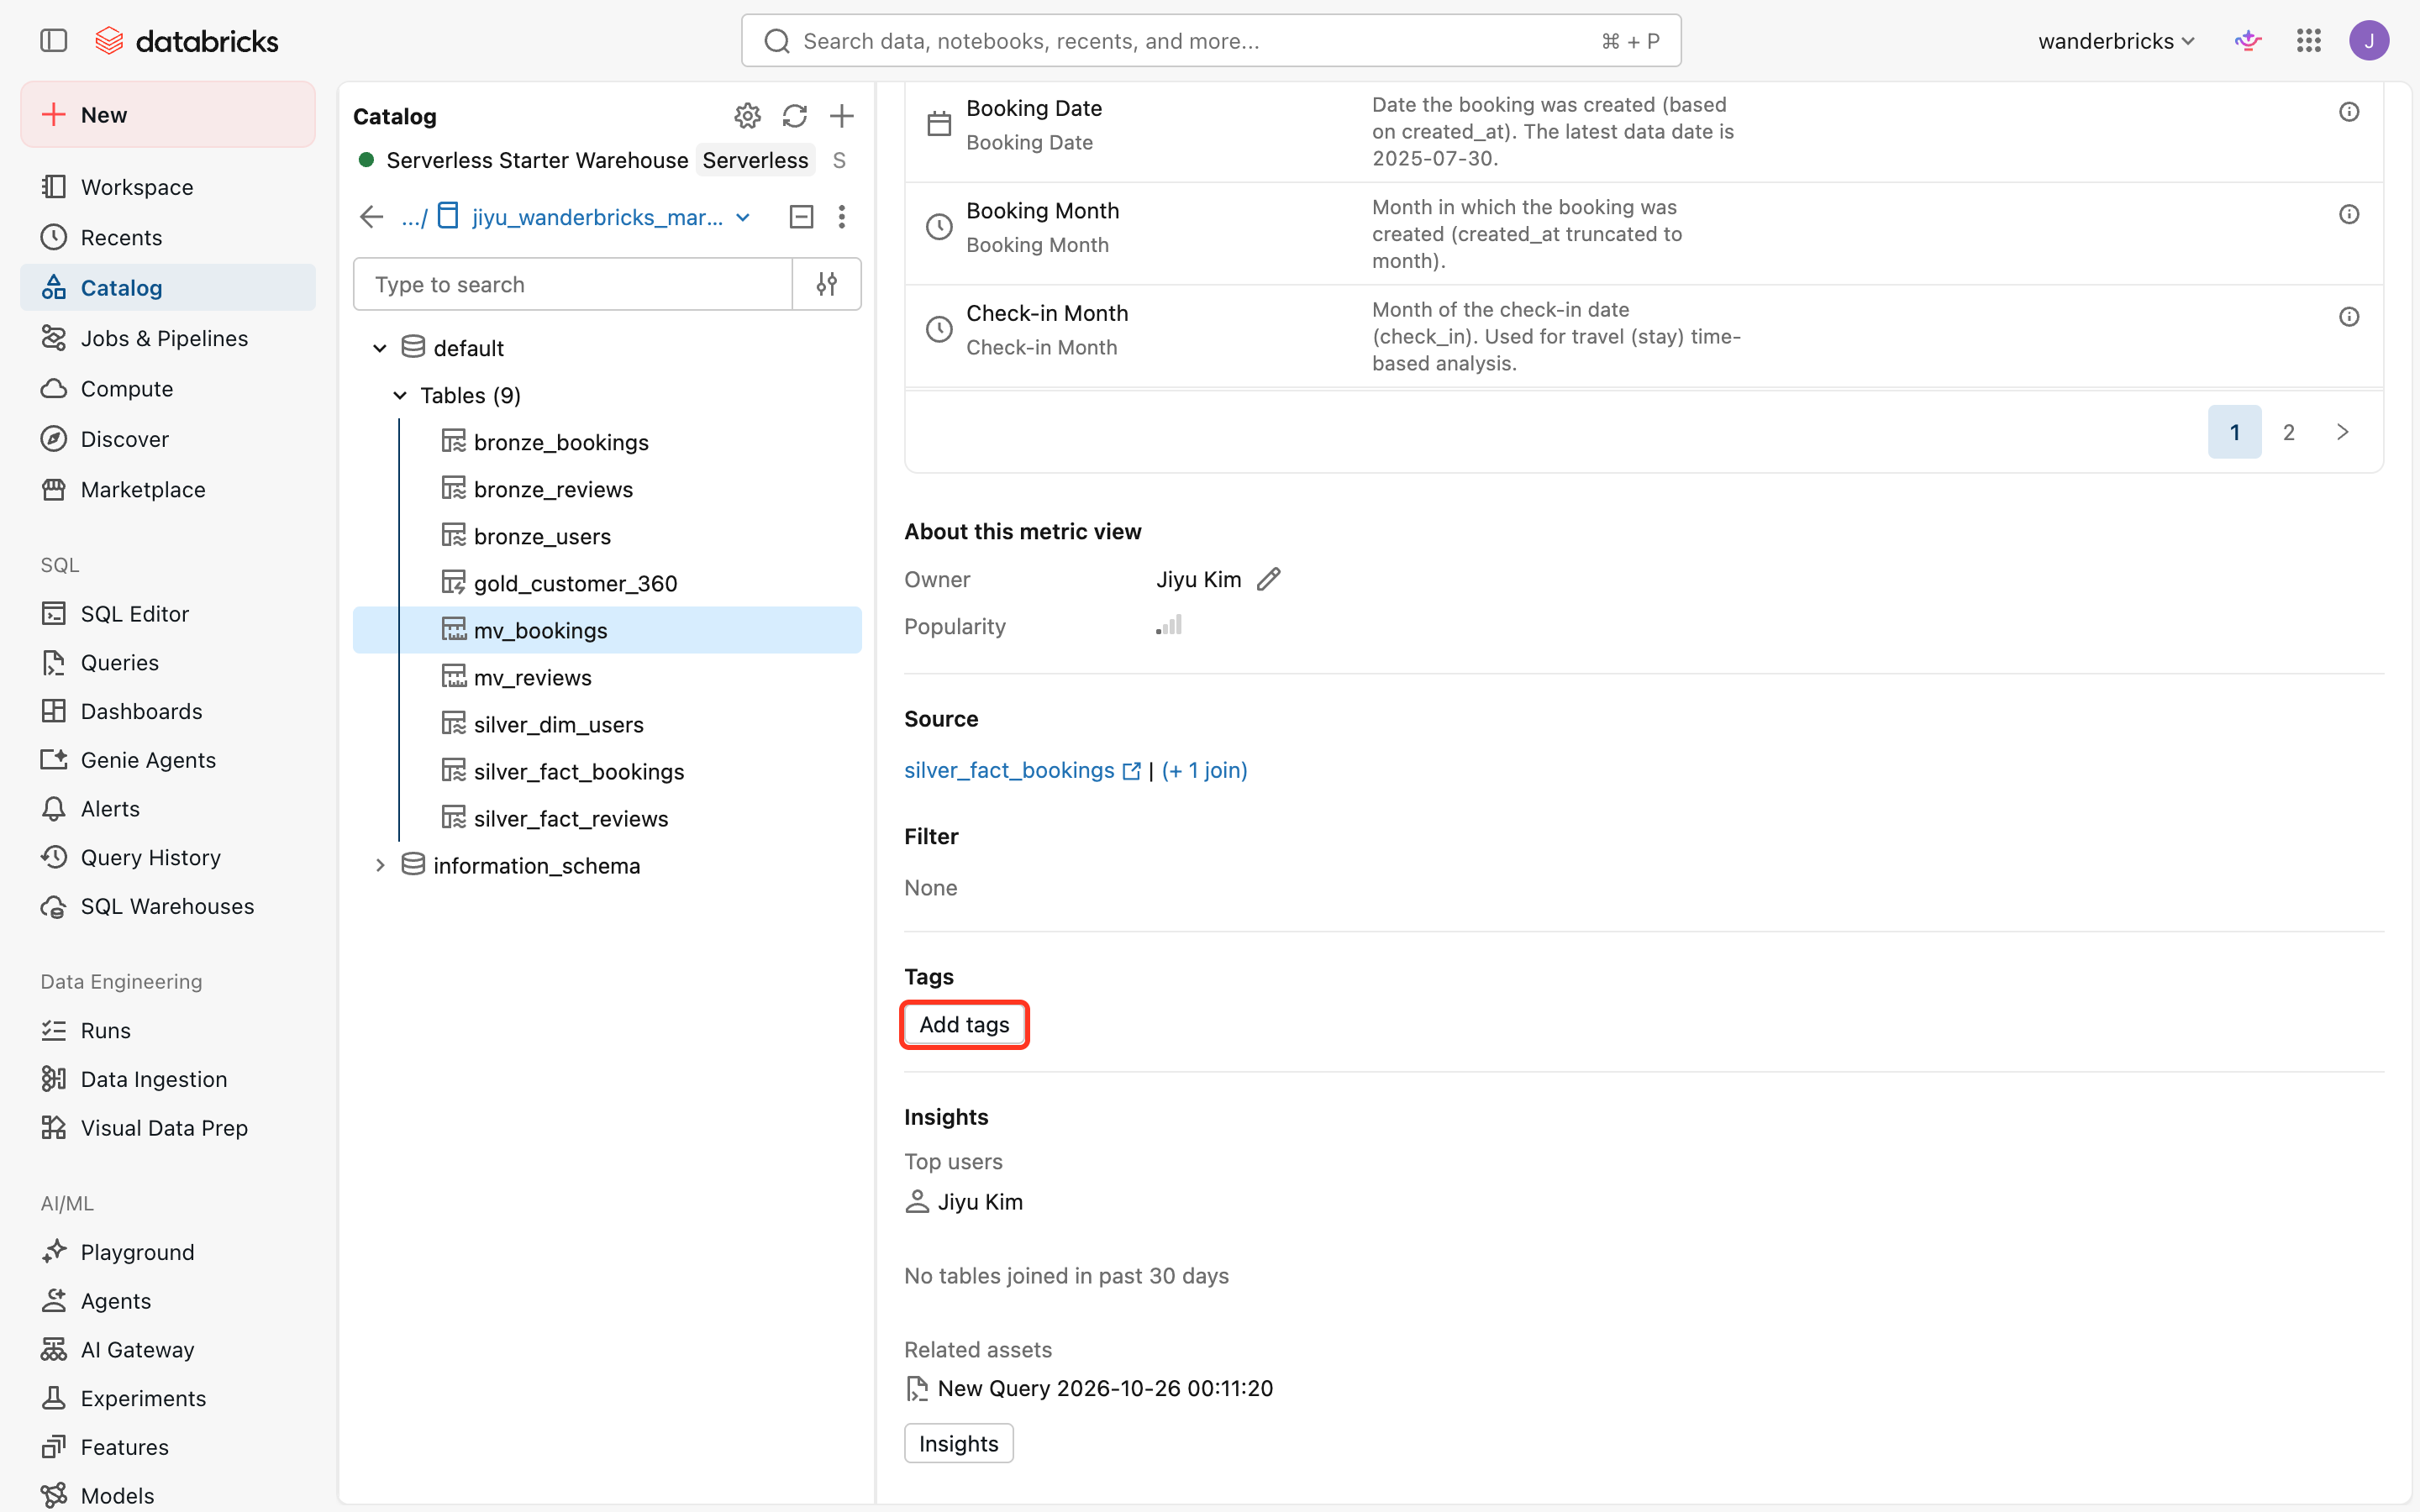 databricks
Search data, notebooks, recents, and more...
⌘ + P
wanderbricks
J
New
Workspace
Recents
Catalog
Jobs & Pipelines
Compute
Discover
Marketplace
SQL
SQL Editor
Queries
Dashboards
Genie Agents
Alerts
Query History
SQL Warehouses
Data Engineering
Runs
Data Ingestion
Visual Data Prep
AI/ML
Playground
Agents
AI Gateway
Experiments
Features
Models
Catalog
Serverless Starter Warehouse Serverless S
.../ jiyu_wanderbricks_mar...
Type to search
default
Tables (9)
bronze_bookings
bronze_reviews
bronze_users
gold_customer_360
mv_bookings
mv_reviews
silver_dim_users
silver_fact_bookings
silver_fact_reviews
information_schema
Booking Date
Booking Date
Date the booking was created (based
on created_at). The latest data date is
2025-07-30.
Booking Month
Booking Month
Month in which the booking was
created (created_at truncated to
month).
Check-in Month
Check-in Month
Month of the check-in date
(check_in). Used for travel (stay) time-
based analysis.
1 2
About this metric view
Owner Jiyu Kim
Popularity
Source
silver_fact_bookings | (+ 1 join)
Filter
None
Tags
Add tags
Insights
Top users
Jiyu Kim
No tables joined in past 30 days
Related assets
New Query 2026-10-26 00:11:20
Insights